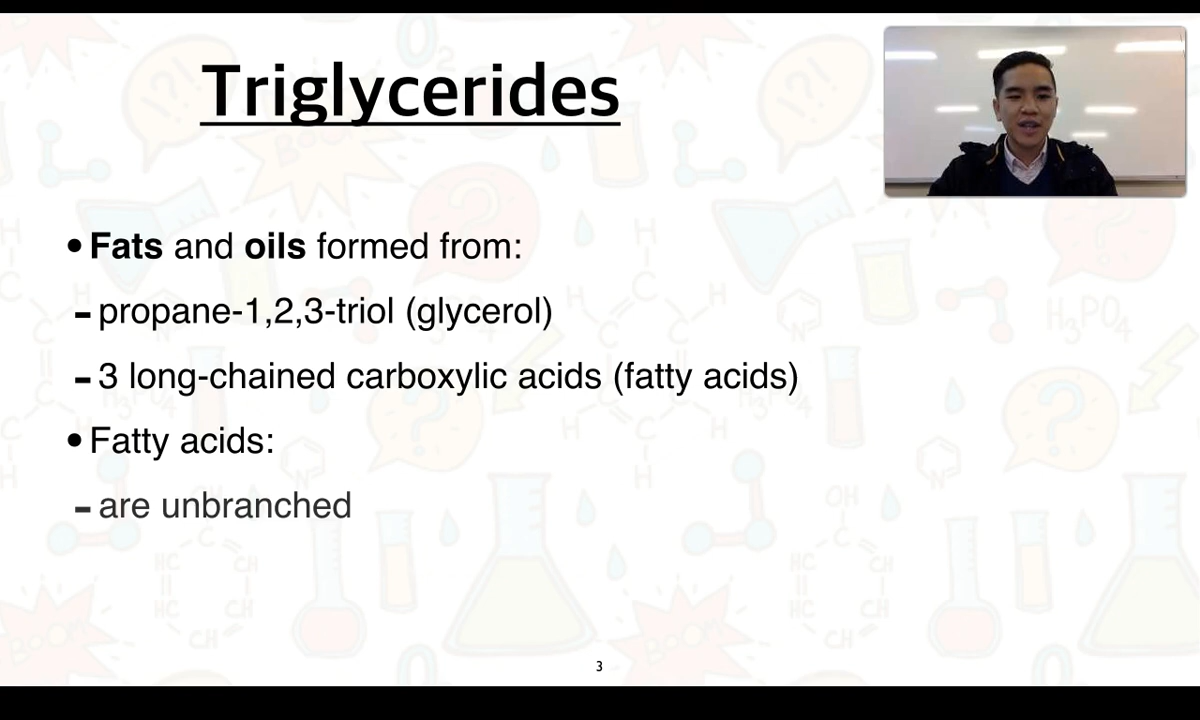 Triglycerides
• Fats and oils formed from:
- propane-1,2,3-triol (glycerol)
- 3 long-chained carboxylic acids (fatty acids)
• Fatty acids:
- are unbranched
3